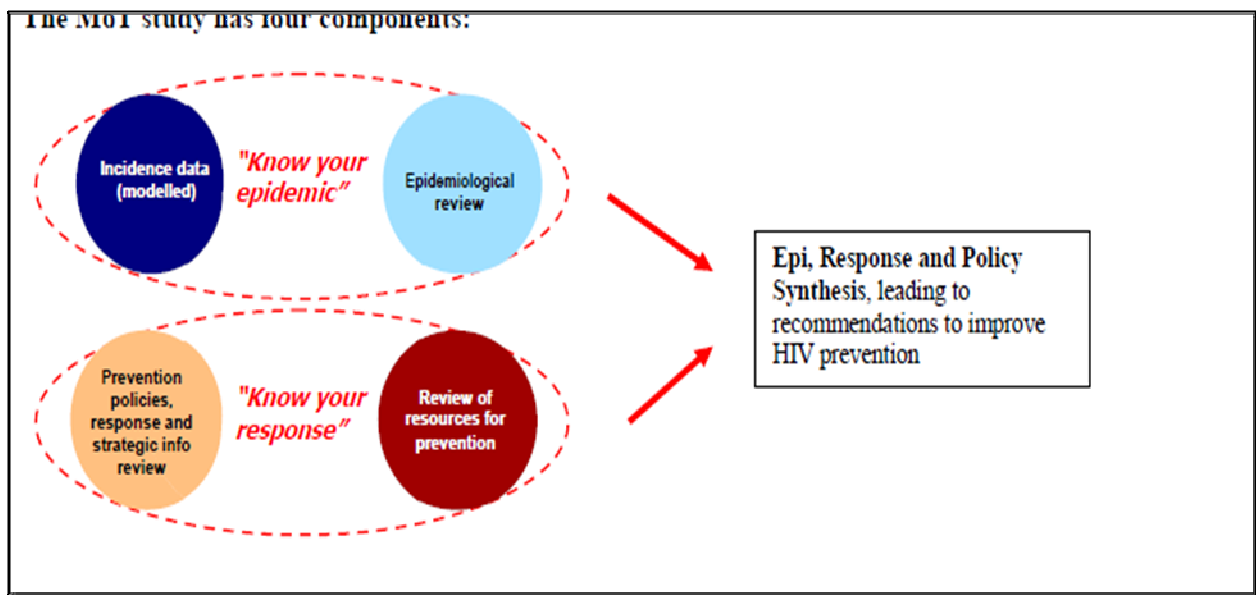 The MoT study has four components:
Incidence data
(modelled)
"Know your
epidemic”
Epidemiological
review
Prevention
policies,
response and
strategic info
review
"Know your
response”
Review of
resources for
prevention
Epi, Response and Policy
Synthesis, leading to
recommendations to improve
HIV prevention